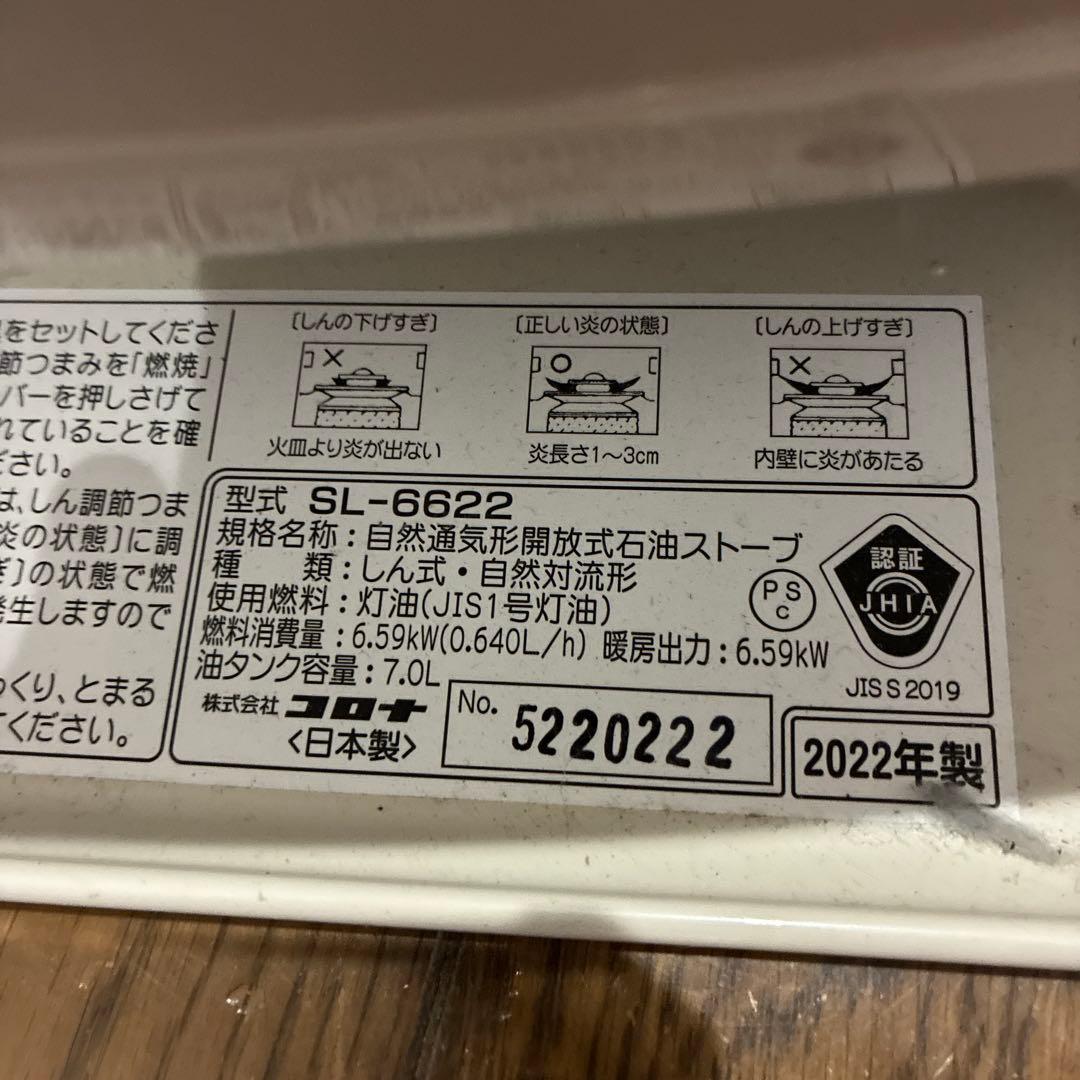 をセットしてくださ
節つまみを「燃焼」
バーを押しさげて
れていることを確
ださい。
は、しん調節つま
炎の状態〕に調
ぎ〕の状態で燃
発生しますので
っくり、とまる
てください。
〔しんの下げすぎ〕
×
火皿より炎が出ない
〔正しい炎の状態〕
○
炎長さ1～3cm
〔しんの上げすぎ〕
×
内壁に炎があたる
型式 SL-6622
規格名称：自然通気形開放式石油ストーブ
種　　類：しん式・自然対流形
使用燃料：灯油(JIS1号灯油)
燃料消費量：6.59kW(0.640L/h) 暖房出力：6.59kW
油タンク容量：7.0L
株式会社 コロナ
〈日本製〉
No. 5220222
PS
C
認証
JHIA
JIS S 2019
2022年製